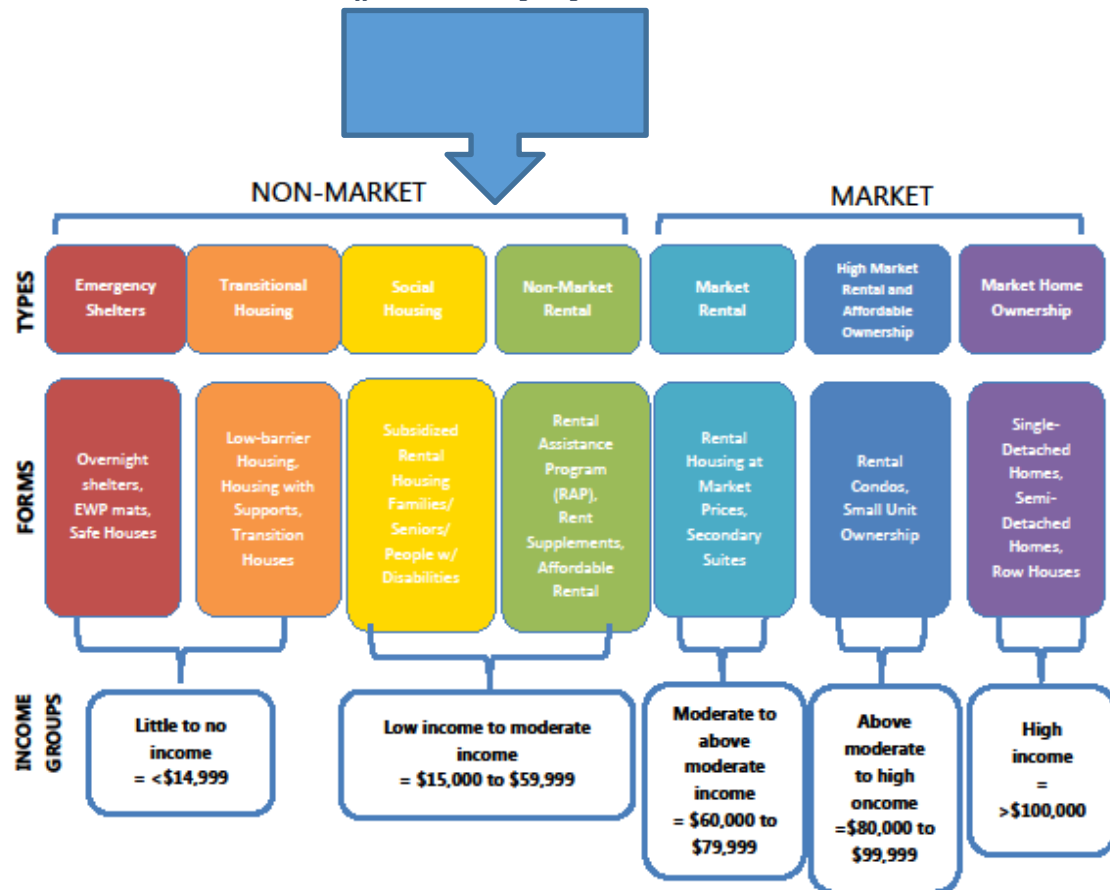 NON-MARKET
MARKET
TYPES
Emergency
Shelters
Transitional
Housing
Social
Housing
Non-Market
Rental
Market
Rental
High Market
Rental and
Affordable
Ownership
Market Home
Ownership
FORMS
Overnight
shelters,
EWP mats,
Safe Houses
Low-barrier
Housing,
Housing with
Supports,
Transition
Houses
Subsidized
Rental
Housing
Families/
Seniors/
People w/
Disabilities
Rental
Assistance
Program
(RAP),
Rent
Supplements,
Affordable
Rental
Rental
Housing at
Market
Prices,
Secondary
Suites
Rental
Condos,
Small Unit
Ownership
Single-
Detached
Homes,
Semi-
Detached
Homes,
Row Houses
INCOME
GROUPS
Little to no
income
= <$14,999
Low income to moderate
income
= $15,000 to $59,999
Moderate to
above
moderate
income
= $60,000 to
$79,999
Above
moderate
to high
oncome
=$80,000 to
$99,999
High
income
=
>$100,000